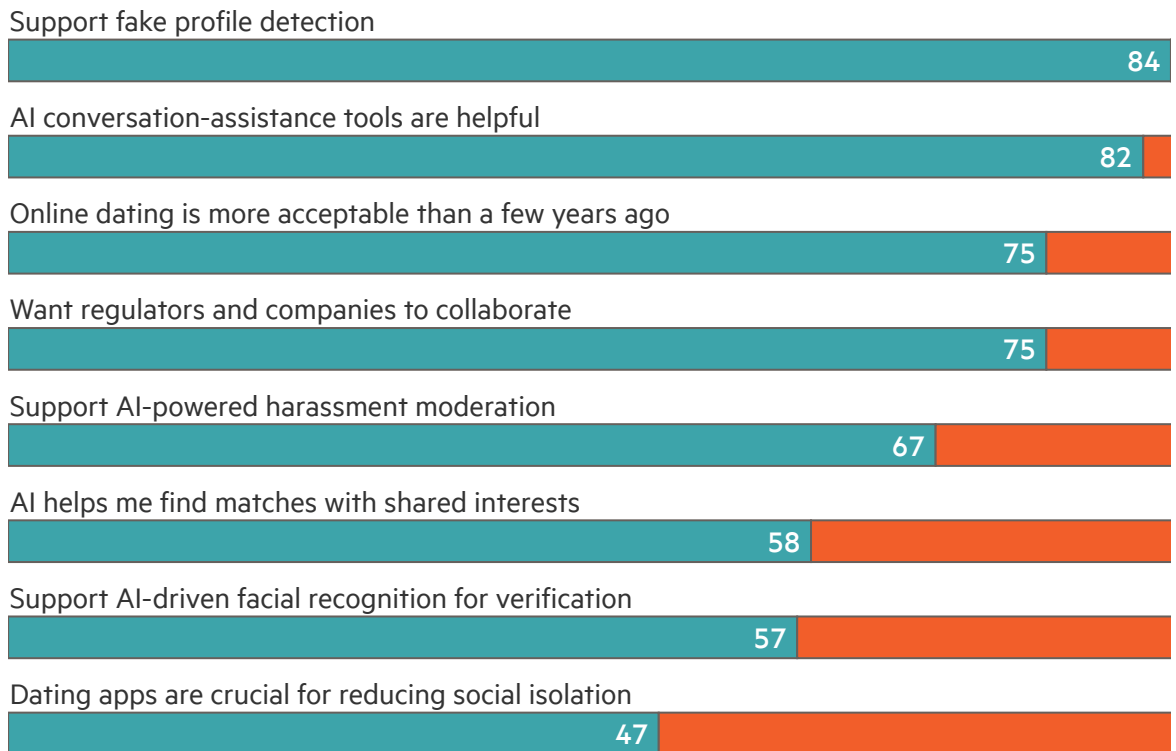 Support fake profile detection
84
AI conversation-assistance tools are helpful
82
Online dating is more acceptable than a few years ago
75
Want regulators and companies to collaborate
75
Support AI-powered harassment moderation
67
AI helps me find matches with shared interests
58
Support AI-driven facial recognition for verification
57
Dating apps are crucial for reducing social isolation
47